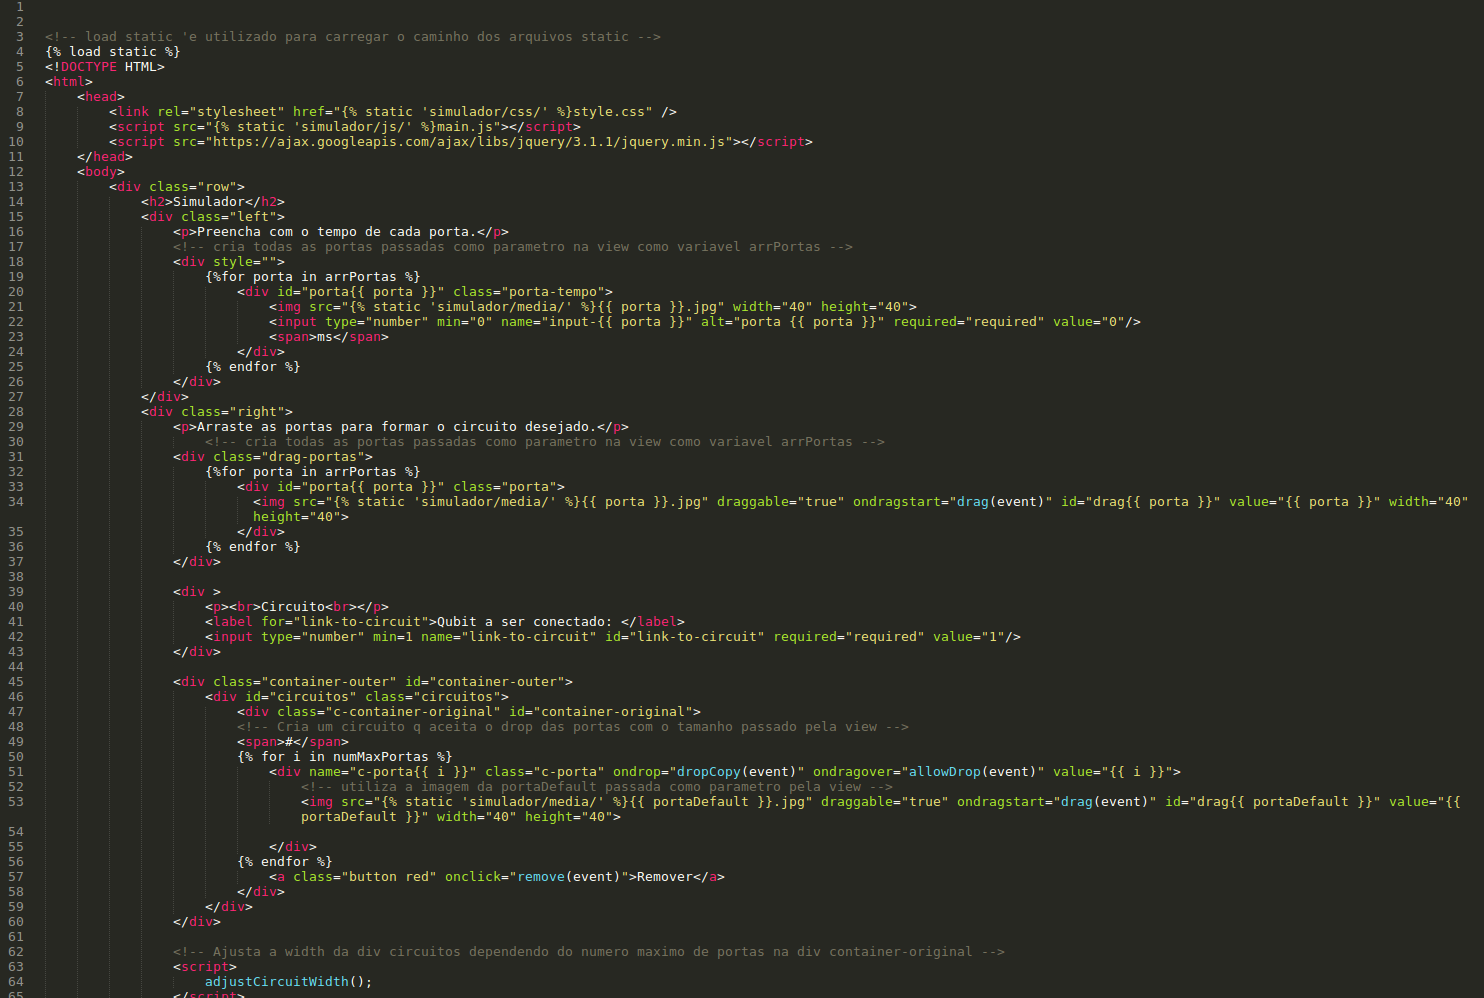 1
2
3 <!-- load static 'e utilizado para carregar o caminho dos arquivos static -->
4 {% load static %}
5 <!DOCTYPE HTML>
6 <html>
7 <head>
8 <link rel="stylesheet" href="{% static 'simulador/css/' %}style.css" />
9 <script src="{% static 'simulador/js/' %}main.js"></script>
10 <script src="https://ajax.googleapis.com/ajax/libs/jquery/3.1.1/jquery.min.js"></script>
11 </head>
12 <body>
13 <div class="row">
14 <h2>Simulador</h2>
15 <div class="left">
16 <p>Preencha com o tempo de cada porta.</p>
17 <!-- cria todas as portas passadas como parametro na view como variavel arrPortas -->
18 <div style="">
19 {%for porta in arrPortas %}
20 <div id="porta{{ porta }}" class="porta-tempo">
21 <img src="{% static 'simulador/media/' %}{{ porta }}.jpg" width="40" height="40">
22 <input type="number" min="0" name="input-{{ porta }}" alt="porta {{ porta }}" required="required" value="0"/>
23 <span>ms</span>
24 </div>
25 {% endfor %}
26 </div>
27 </div>
28 <div class="right">
29 <p>Arraste as portas para formar o circuito desejado.</p>
30 <!-- cria todas as portas passadas como parametro na view como variavel arrPortas -->
31 <div class="drag-portas">
32 {%for porta in arrPortas %}
33 <div id="porta{{ porta }}" class="porta">
34 <img src="{% static 'simulador/media/' %}{{ porta }}.jpg" draggable="true" ondragstart="drag(event)" id="drag{{ porta }}" value="{{ porta }}" width="40"
height="40">
35 </div>
36 {% endfor %}
37 </div>
38
39 <div >
40 <p><br>Circuito<br></p>
41 <label for="link-to-circuit">Qubit a ser conectado: </label>
42 <input type="number" min=1 name="link-to-circuit" id="link-to-circuit" required="required" value="1"/>
43 </div>
44
45 <div class="container-outer" id="container-outer">
46 <div id="circuitos" class="circuitos">
47 <div class="c-container-original" id="container-original">
48 <!-- Cria um circuito q aceita o drop das portas com o tamanho passado pela view -->
49 <span>#</span>
50 {% for i in numMaxPortas %}
51 <div name="c-porta{{ i }}" class="c-porta" ondrop="dropCopy(event)" ondragover="allowDrop(event)" value="{{ i }}">
52 <!-- utiliza a imagem da portaDefault passada como parametro pela view -->
53 <img src="{% static 'simulador/media/' %}{{ portaDefault }}.jpg" draggable="true" ondragstart="drag(event)" id="drag{{ portaDefault }}" value="{{
portaDefault }}" width="40" height="40">
54
55 </div>
56 {% endfor %}
57 <a class="button red" onclick="remove(event)">Remover</a>
58 </div>
59 </div>
60 </div>
61
62 <!-- Ajusta a width da div circuitos dependendo do numero maximo de portas na div container-original -->
63 <script>
64 adjustCircuitWidth();
65 </script>